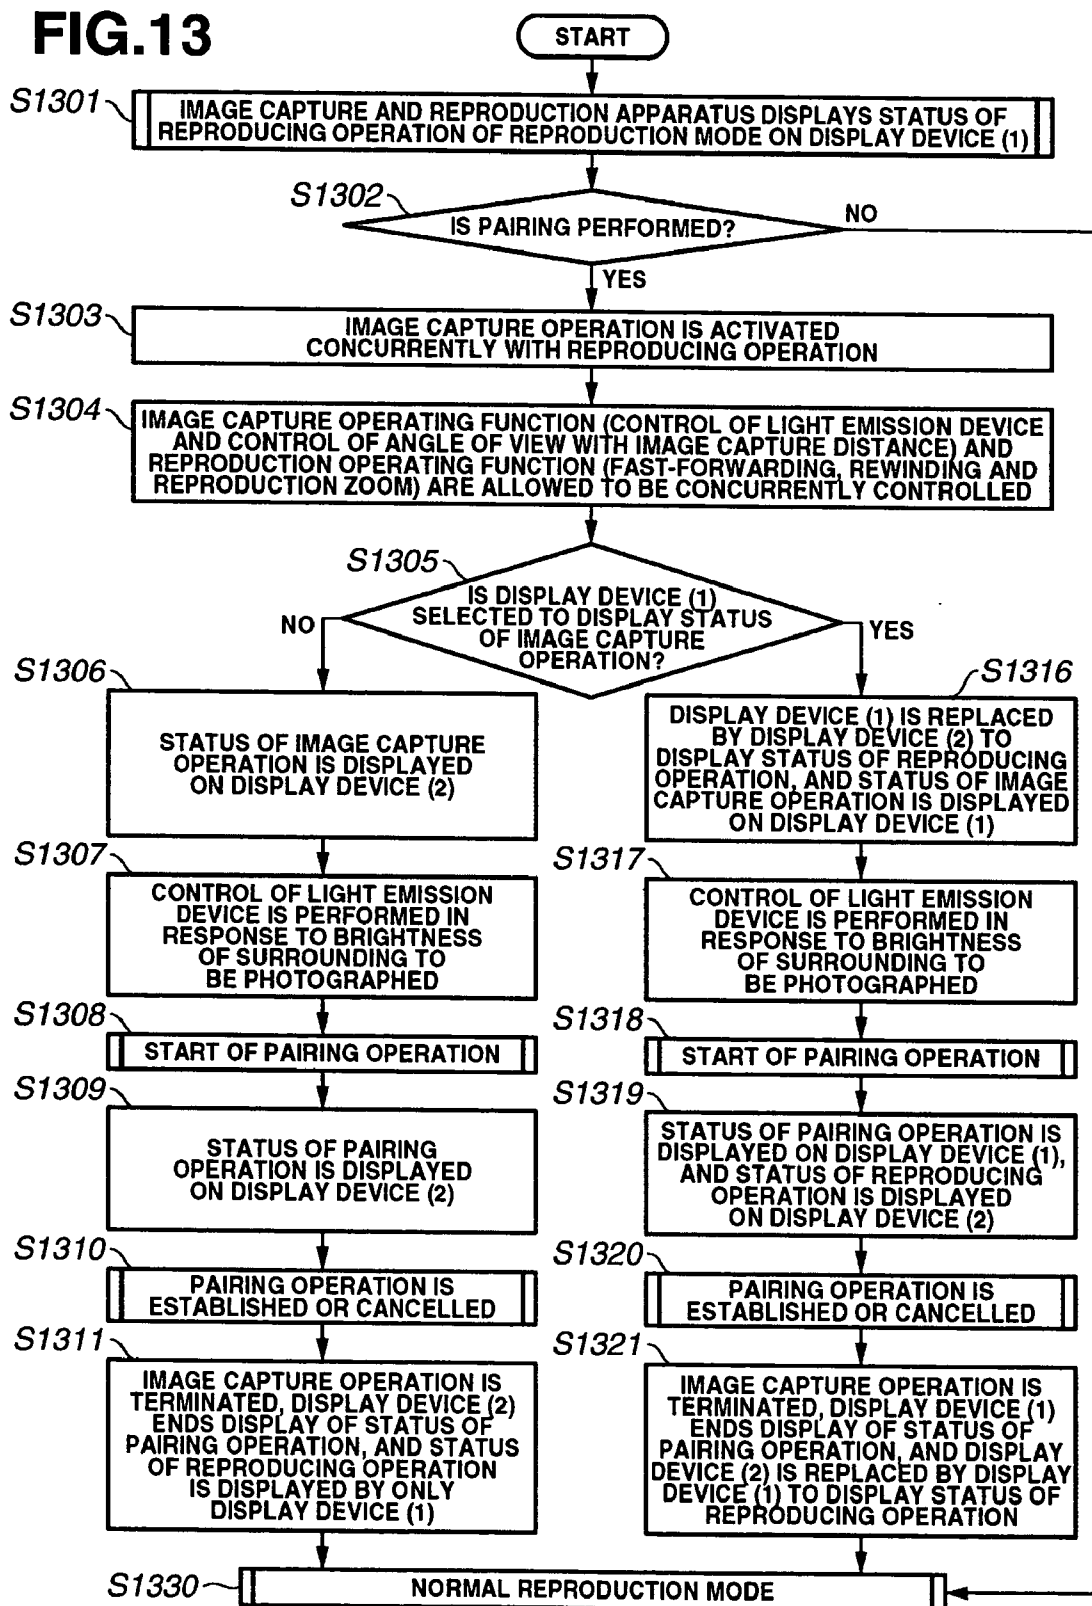 FIG.13
START
S1301
IMAGE CAPTURE AND REPRODUCTION APPARATUS DISPLAYS STATUS OF
REPRODUCING OPERATION OF REPRODUCTION MODE ON DISPLAY DEVICE (1)
S1302
IS PAIRING PERFORMED?
NO
YES
S1303
IMAGE CAPTURE OPERATION IS ACTIVATED
CONCURRENTLY WITH REPRODUCING OPERATION
S1304
IMAGE CAPTURE OPERATING FUNCTION (CONTROL OF LIGHT EMISSION DEVICE
AND CONTROL OF ANGLE OF VIEW WITH IMAGE CAPTURE DISTANCE) AND
REPRODUCTION OPERATING FUNCTION (FAST-FORWARDING, REWINDING AND
REPRODUCTION ZOOM) ARE ALLOWED TO BE CONCURRENTLY CONTROLLED
S1305
IS DISPLAY DEVICE (1)
SELECTED TO DISPLAY STATUS
OF IMAGE CAPTURE
OPERATION?
NO
YES
S1306
STATUS OF IMAGE CAPTURE
OPERATION IS DISPLAYED
ON DISPLAY DEVICE (2)
S1307
CONTROL OF LIGHT EMISSION
DEVICE IS PERFORMED IN
RESPONSE TO BRIGHTNESS
OF SURROUNDING TO
BE PHOTOGRAPHED
S1308
START OF PAIRING OPERATION
S1309
STATUS OF PAIRING
OPERATION IS DISPLAYED
ON DISPLAY DEVICE (2)
S1310
PAIRING OPERATION IS
ESTABLISHED OR CANCELLED
S1311
IMAGE CAPTURE OPERATION IS
TERMINATED, DISPLAY DEVICE (2)
ENDS DISPLAY OF STATUS OF
PAIRING OPERATION, AND STATUS
OF REPRODUCING OPERATION
IS DISPLAYED BY ONLY
DISPLAY DEVICE (1)
S1316
DISPLAY DEVICE (1) IS REPLACED
BY DISPLAY DEVICE (2) TO
DISPLAY STATUS OF REPRODUCING
OPERATION, AND STATUS OF IMAGE
CAPTURE OPERATION IS DISPLAYED
ON DISPLAY DEVICE (1)
S1317
CONTROL OF LIGHT EMISSION
DEVICE IS PERFORMED IN
RESPONSE TO BRIGHTNESS
OF SURROUNDING TO
BE PHOTOGRAPHED
S1318
START OF PAIRING OPERATION
S1319
STATUS OF PAIRING OPERATION IS
DISPLAYED ON DISPLAY DEVICE (1),
AND STATUS OF REPRODUCING
OPERATION IS DISPLAYED
ON DISPLAY DEVICE (2)
S1320
PAIRING OPERATION IS
ESTABLISHED OR CANCELLED
S1321
IMAGE CAPTURE OPERATION IS
TERMINATED, DISPLAY DEVICE (1)
ENDS DISPLAY OF STATUS OF
PAIRING OPERATION, AND DISPLAY
DEVICE (2) IS REPLACED BY DISPLAY
DEVICE (1) TO DISPLAY STATUS OF
REPRODUCING OPERATION
S1330
NORMAL REPRODUCTION MODE